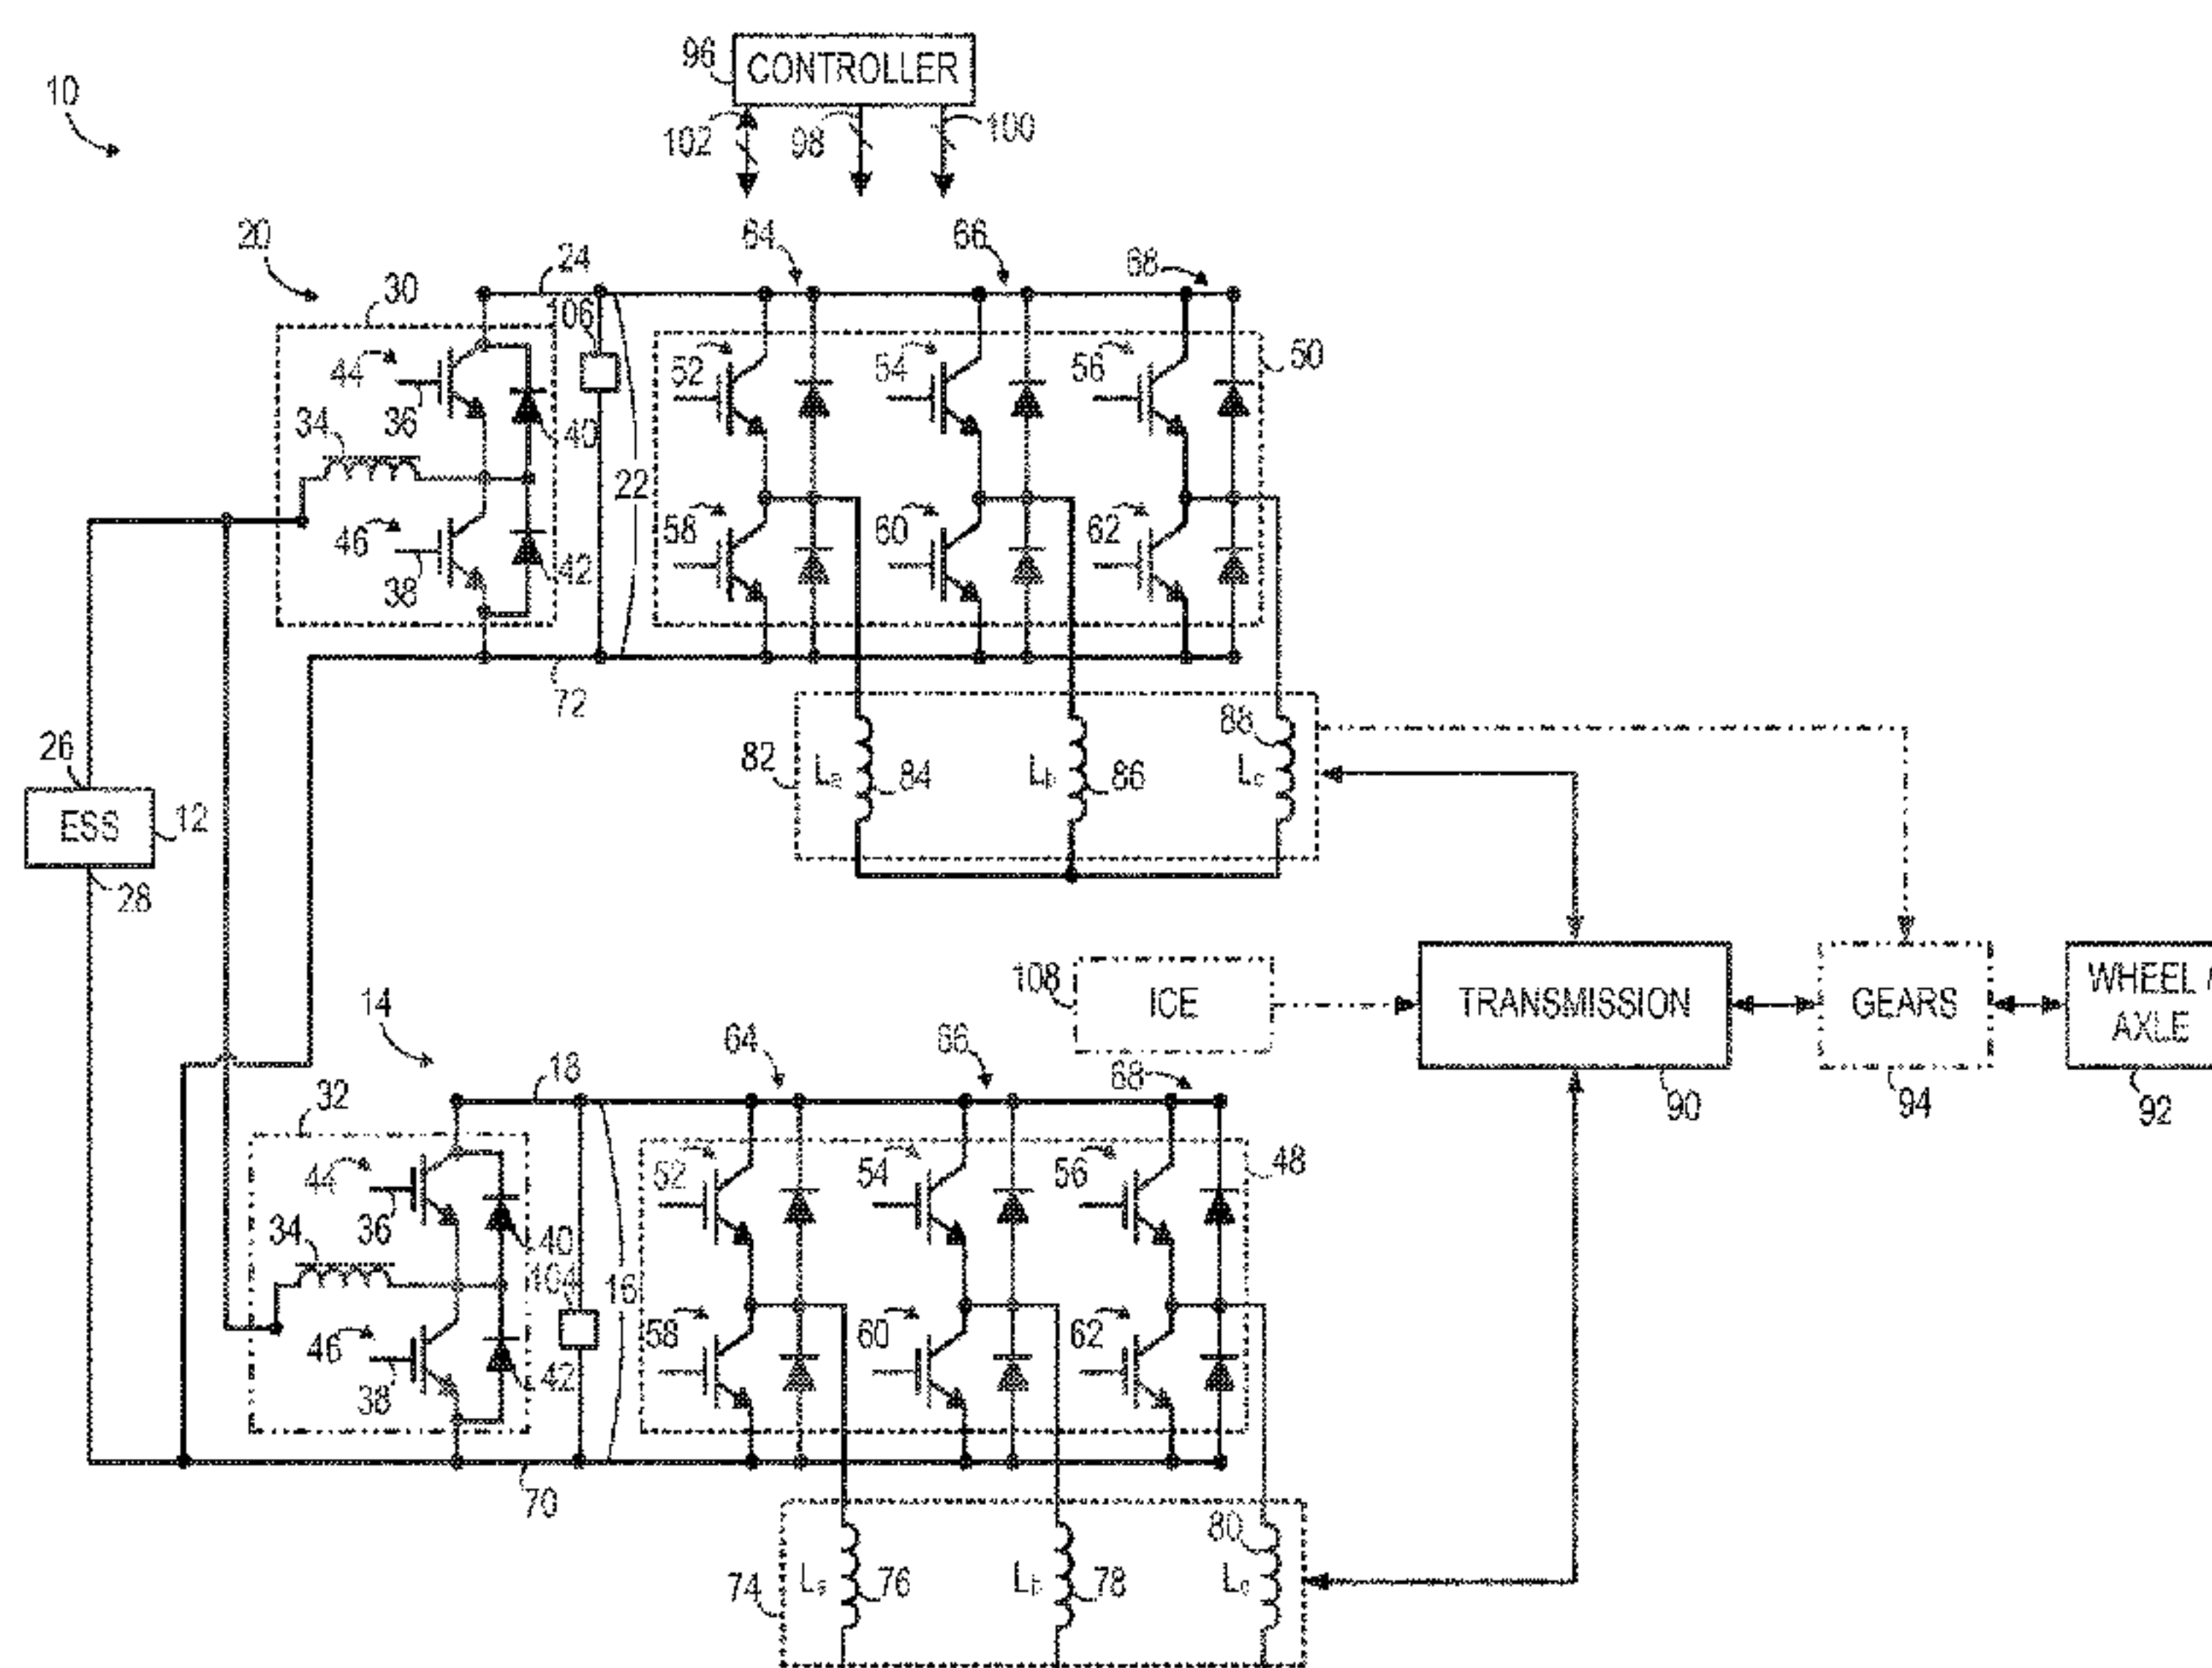 96 CONTROLLER
10
102 98 100
20 24 64 66 68
30 106
44 36 40 52 54 56 50
34 22
46 38 42 58 60 62
72
26
ESS 12
28
82 La 84 Lb 86 88 Lc
108 ICE TRANSMISSION GEARS WHEEL /
AXLE
90 94 92
14 18 64 66 68
32
44 36 40 52 54 56 48
34 104 16
46 38 42 58 60 62
70
74 La 76 Lb 78 80 Lc